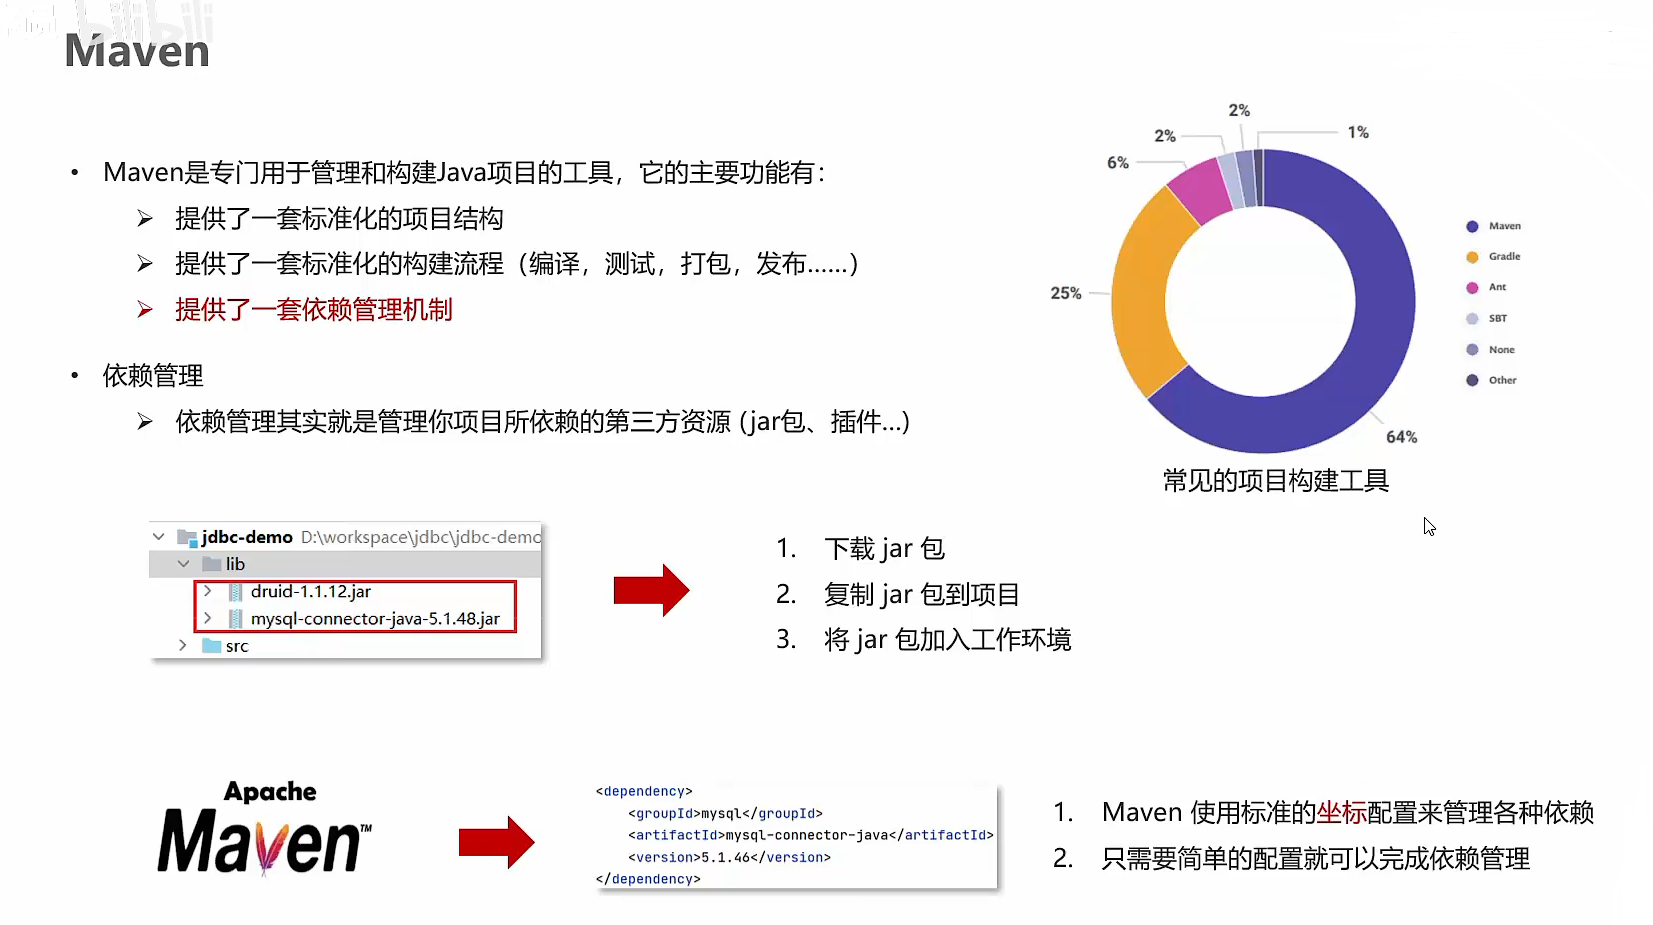 bilibili
Maven
• Maven是专门用于管理和构建Java项目的工具，它的主要功能有：
➢ 提供了一套标准化的项目结构
➢ 提供了一套标准化的构建流程（编译，测试，打包，发布……）
➢ 提供了一套依赖管理机制
• 依赖管理
➢ 依赖管理其实就是管理你项目所依赖的第三方资源 (jar包、插件…)
2%
2%
1%
6%
25%
64%
Maven
Gradle
Ant
SBT
None
Other
常见的项目构建工具
jdbc-demo D:\workspace\jdbc\jdbc-demo
lib
druid-1.1.12.jar
mysql-connector-java-5.1.48.jar
src
1. 下载 jar 包
2. 复制 jar 包到项目
3. 将 jar 包加入工作环境
Apache
Maven™
<dependency>
<groupId>mysql</groupId>
<artifactId>mysql-connector-java</artifactId>
<version>5.1.46</version>
</dependency>
1. Maven 使用标准的坐标配置来管理各种依赖
2. 只需要简单的配置就可以完成依赖管理